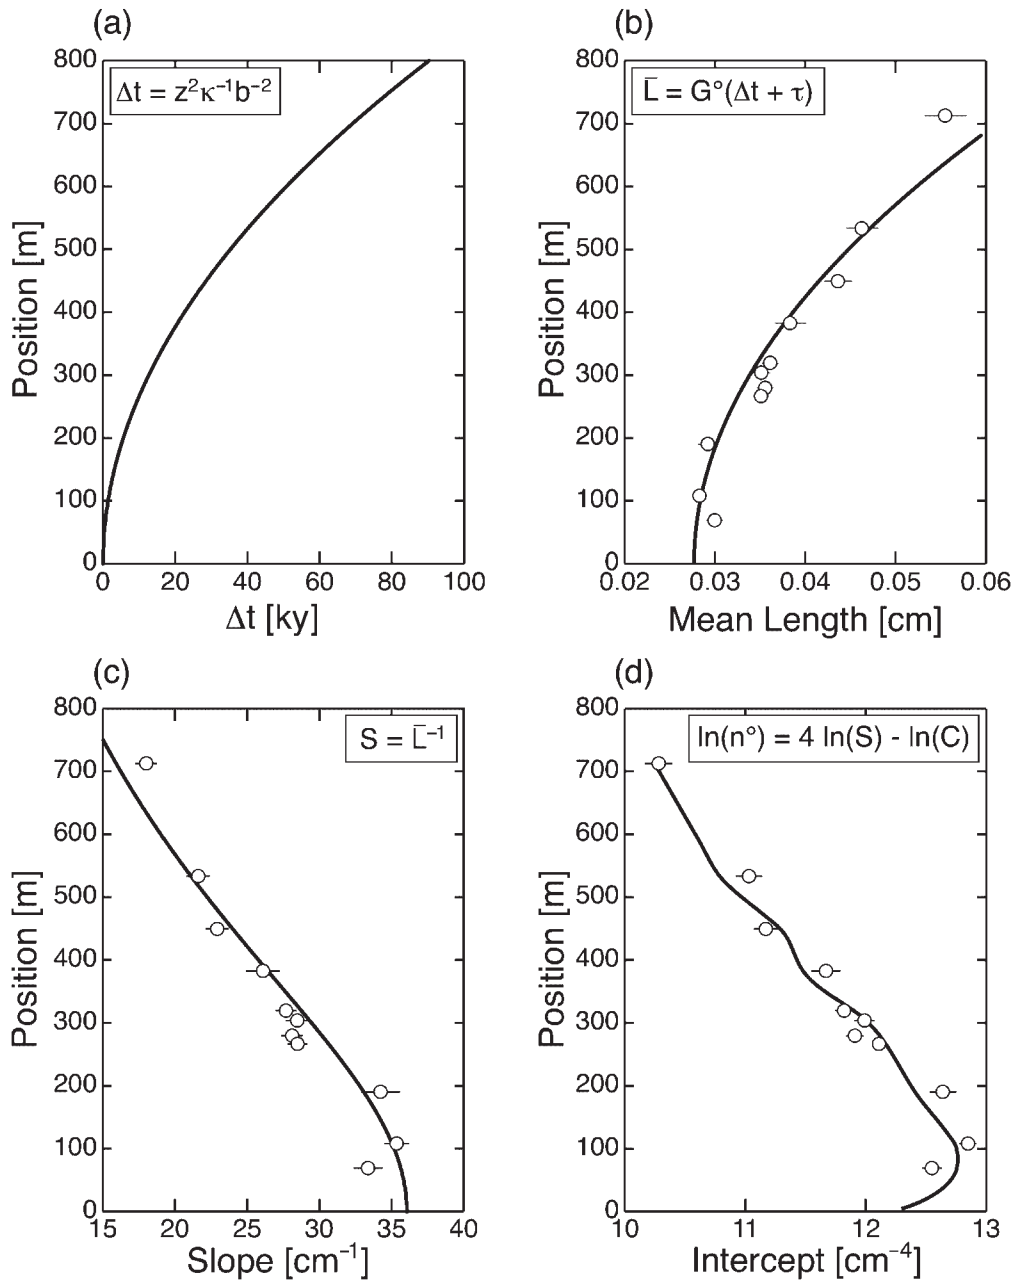 (a)
(b)
800
700
600
500
400
300
200
100
0
Position [m]
Δt = z²κ⁻¹b⁻²
0 20 40 60 80 100
Δt [ky]
800
700
600
500
400
300
200
100
0
Position [m]
L̄ = G°(Δt + τ)
0.02 0.03 0.04 0.05 0.06
Mean Length [cm]
(c)
(d)
800
700
600
500
400
300
200
100
0
Position [m]
S = L̄⁻¹
15 20 25 30 35 40
Slope [cm⁻¹]
800
700
600
500
400
300
200
100
0
Position [m]
ln(n°) = 4 ln(S) - ln(C)
10 11 12 13
Intercept [cm⁻⁴]